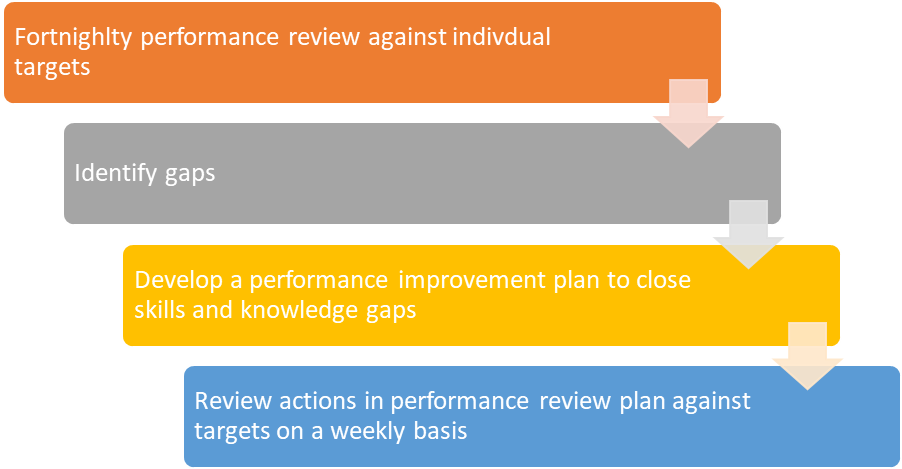 Fortnighlty performance review against indivdual
targets
Identify gaps
Develop a performance improvement plan to close
skills and knowledge gaps
Review actions in performance review plan against
targets on a weekly basis